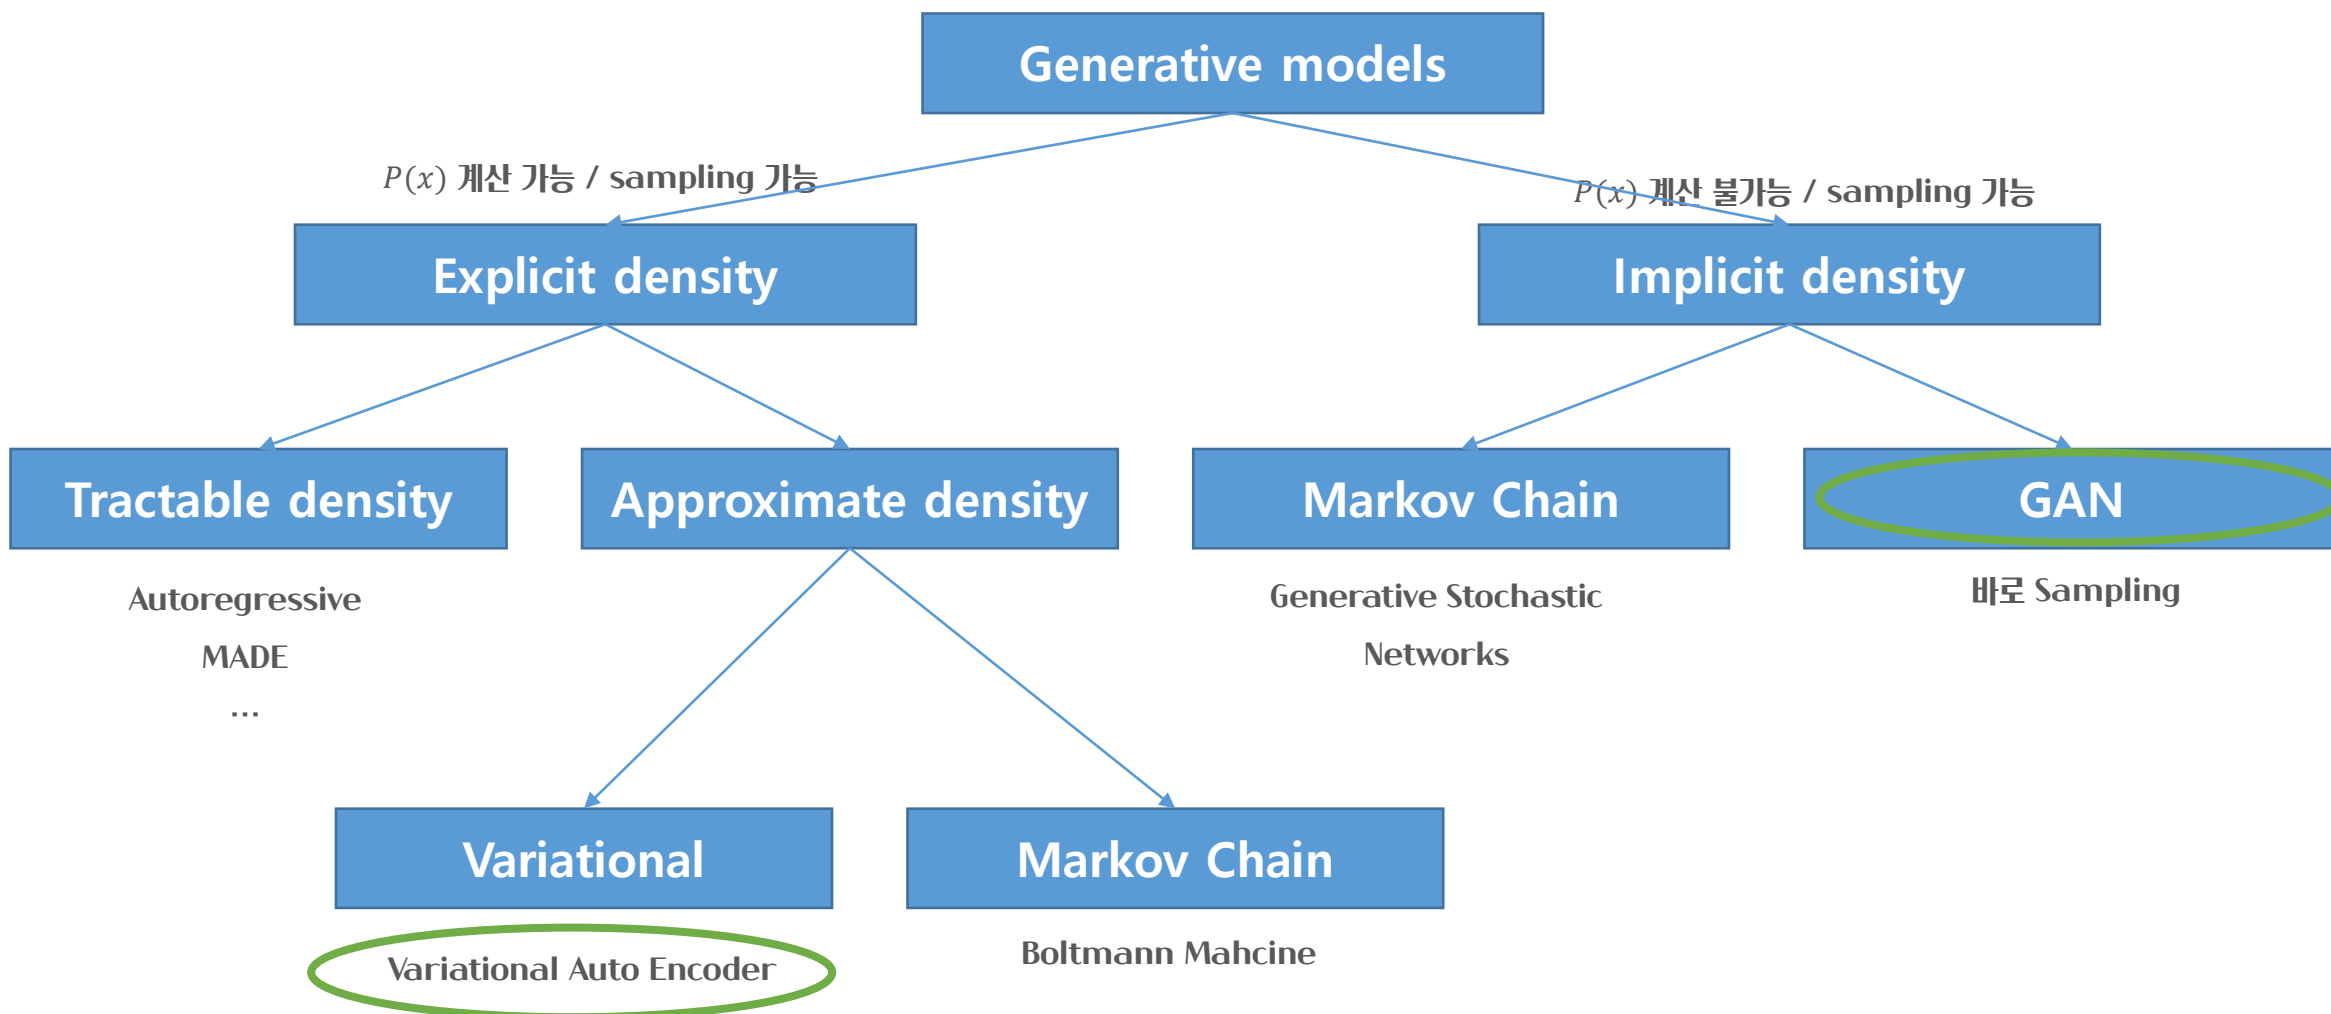 Generative models
P(x) 계산 가능 / sampling 가능
P(x) 계산 불가능 / sampling 가능
Explicit density
Implicit density
Tractable density
Approximate density
Markov Chain
GAN
Autoregressive
MADE
...
Generative Stochastic
Networks
바로 Sampling
Variational
Markov Chain
Variational Auto Encoder
Boltmann Mahcine